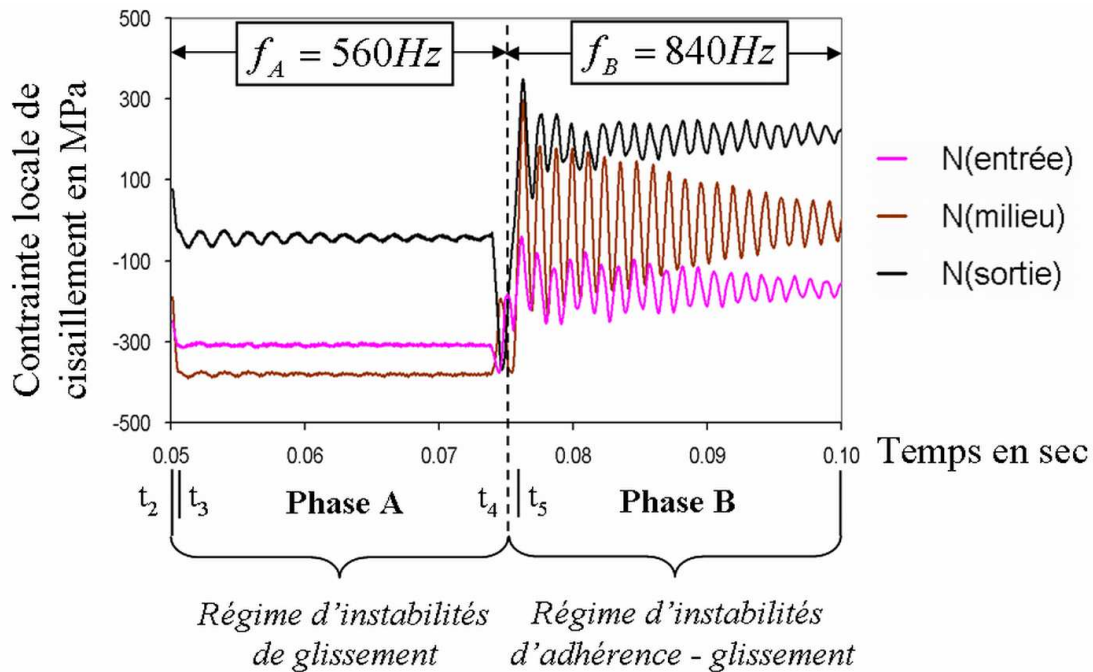 f_A = 560Hz
f_B = 840Hz
Contrainte locale de
cisaillement en MPa
500
300
100
-100
-300
-500
N(entrée)
N(milieu)
N(sortie)
0.05
0.06
0.07
0.08
0.09
0.10
Temps en sec
t2
t3
Phase A
t4
t5
Phase B
Régime d'instabilités
de glissement
Régime d'instabilités
d'adhérence - glissement